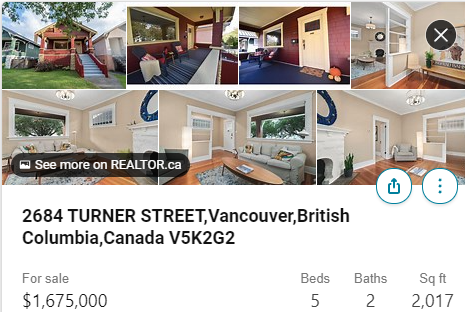 See more on REALTOR.ca
2684 TURNER STREET,Vancouver,British
Columbia,Canada V5K2G2
For sale Beds Baths Sq ft
$1,675,000 5 2 2,017